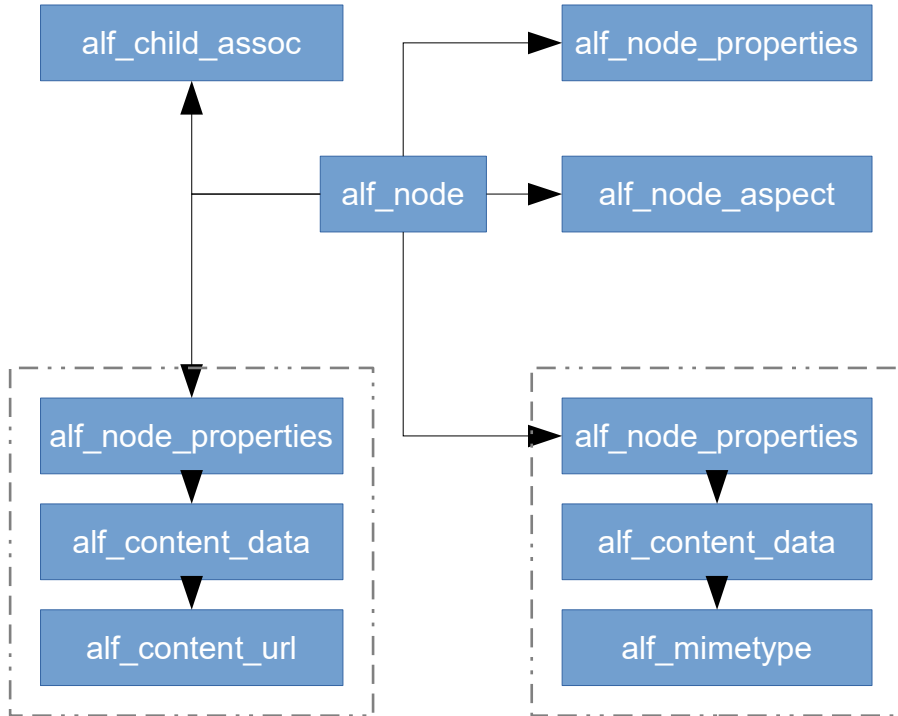 alf_child_assoc
alf_node_properties
alf_node
alf_node_aspect
alf_node_properties
alf_node_properties
alf_content_data
alf_content_data
alf_content_url
alf_mimetype